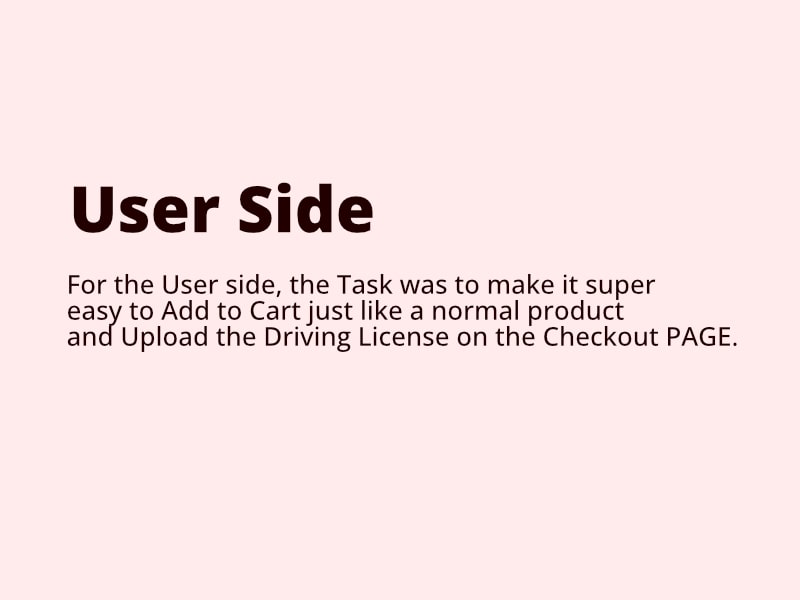 User Side
For the User side, the Task was to make it super
easy to Add to Cart just like a normal product
and Upload the Driving License on the Checkout PAGE.